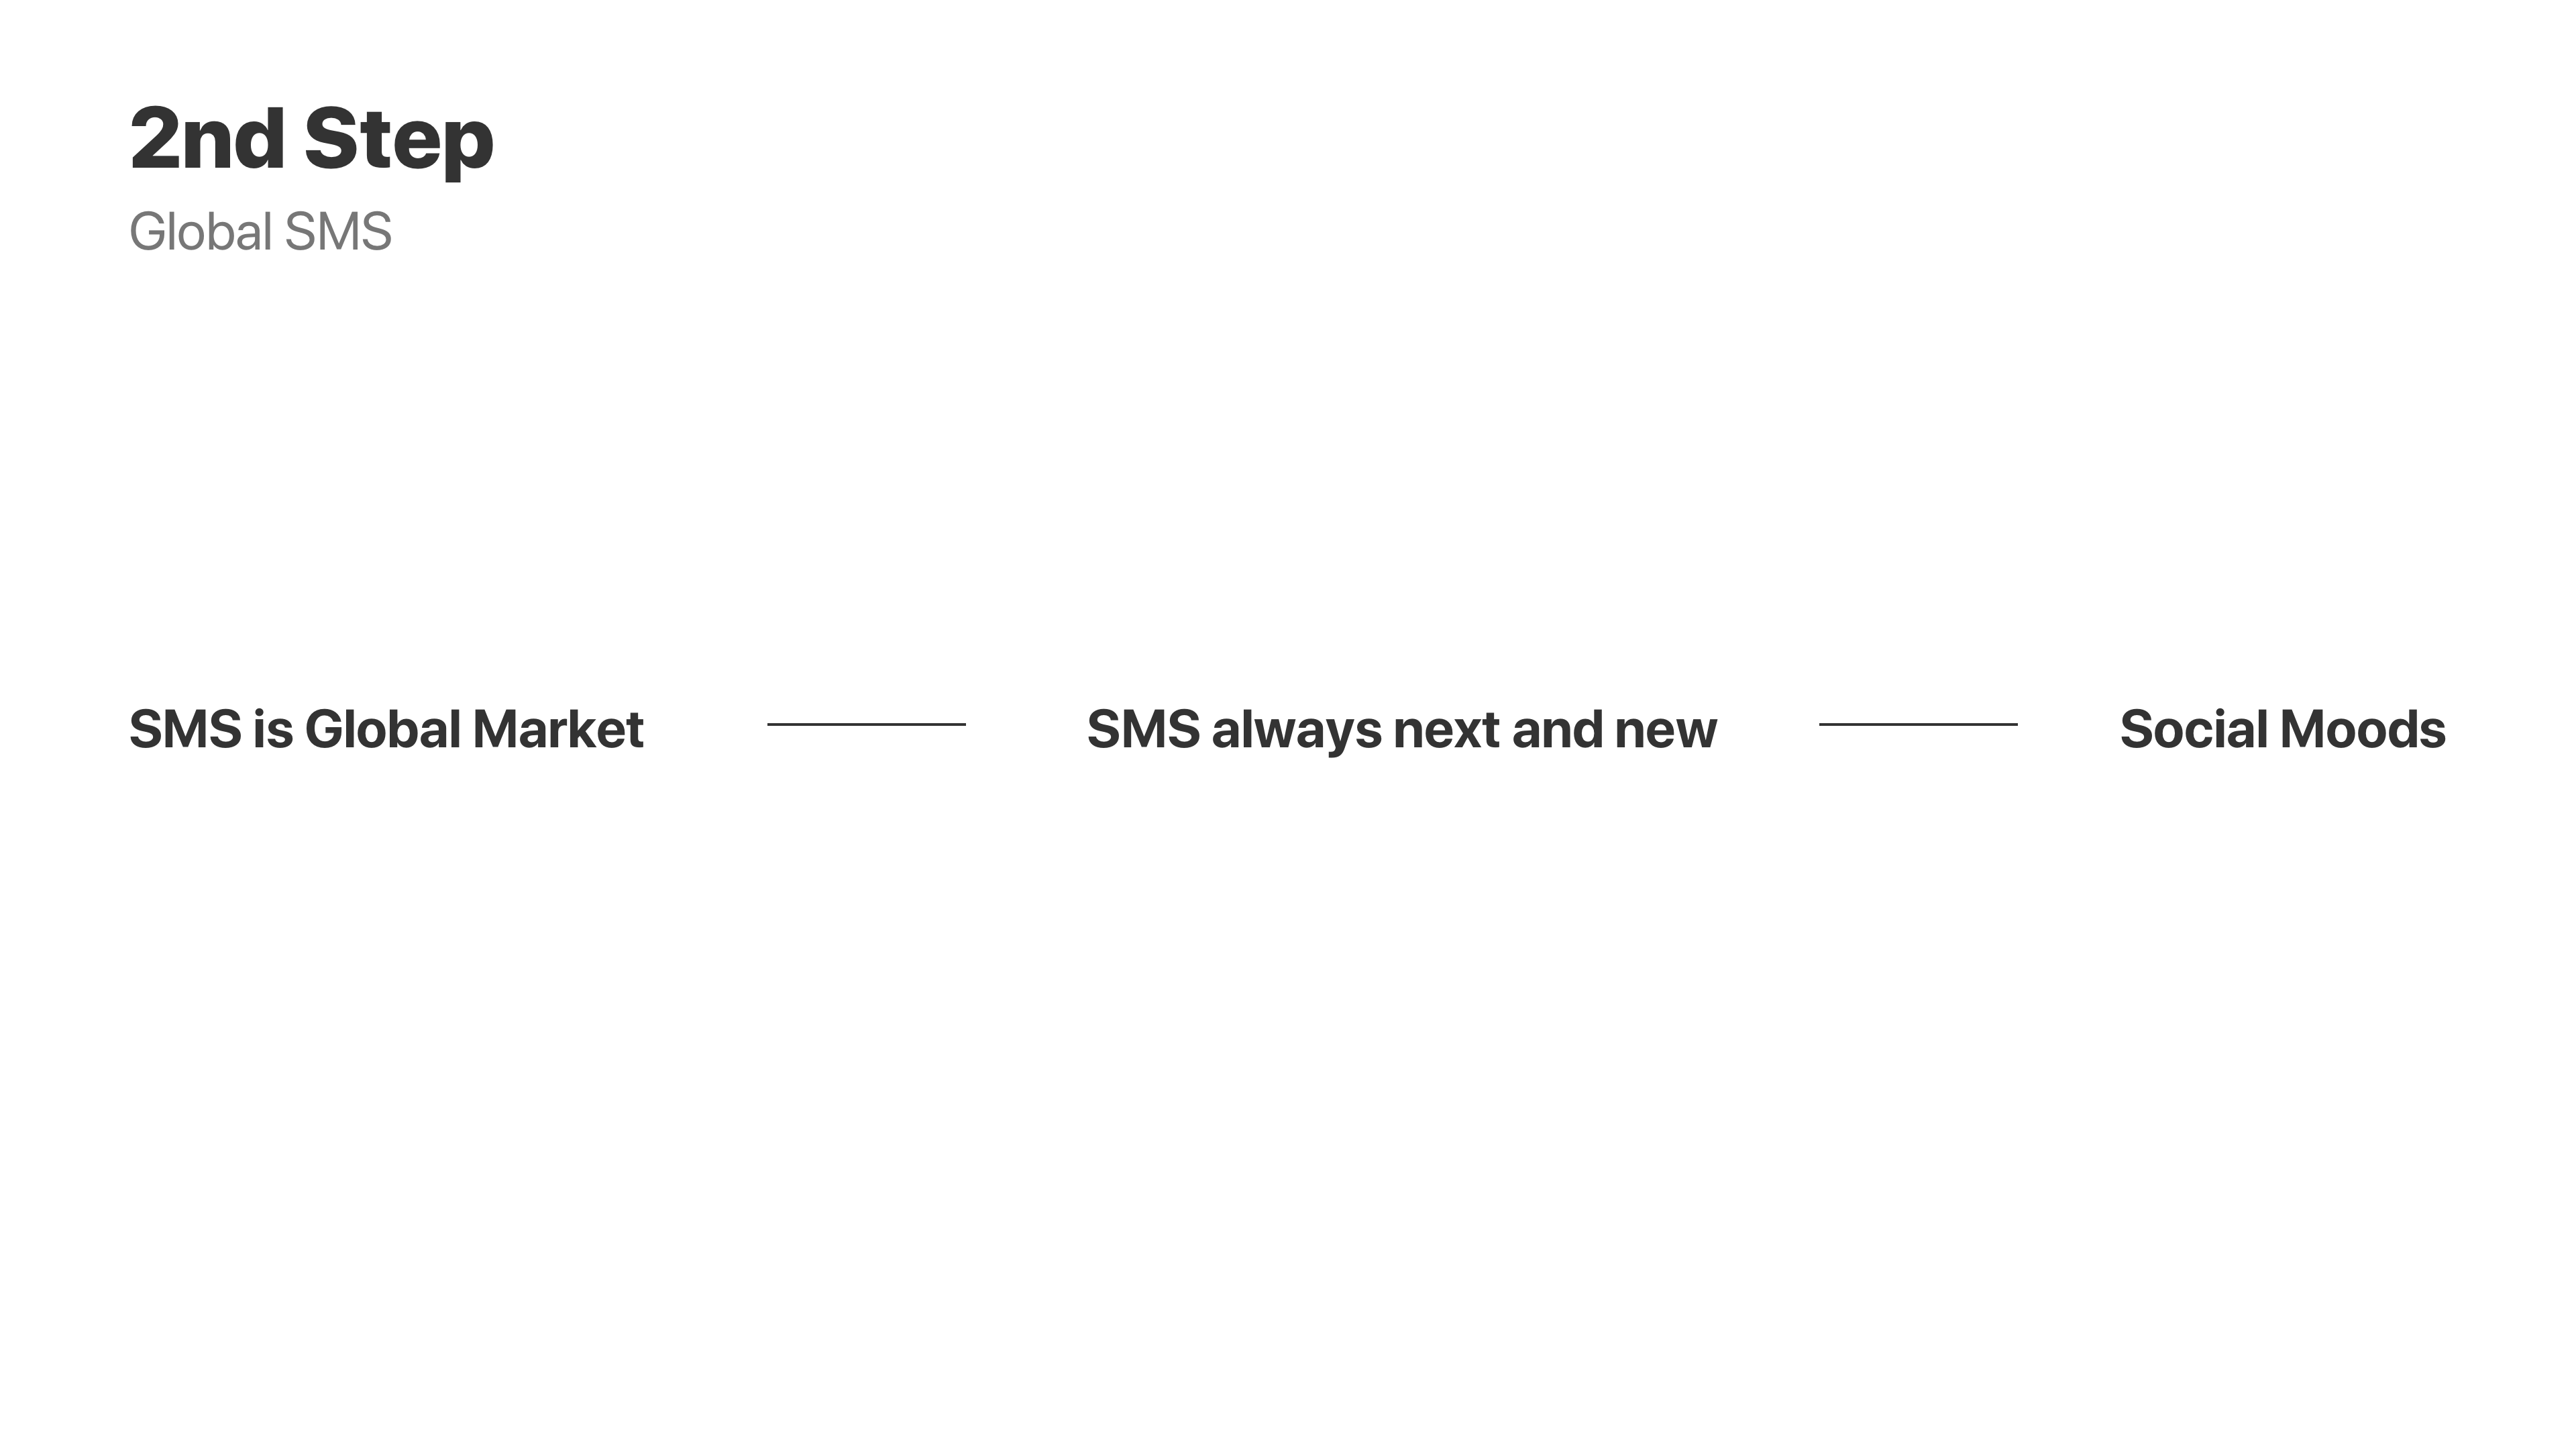 2nd Step
Global SMS
SMS is Global Market
SMS always next and new
Social Moods